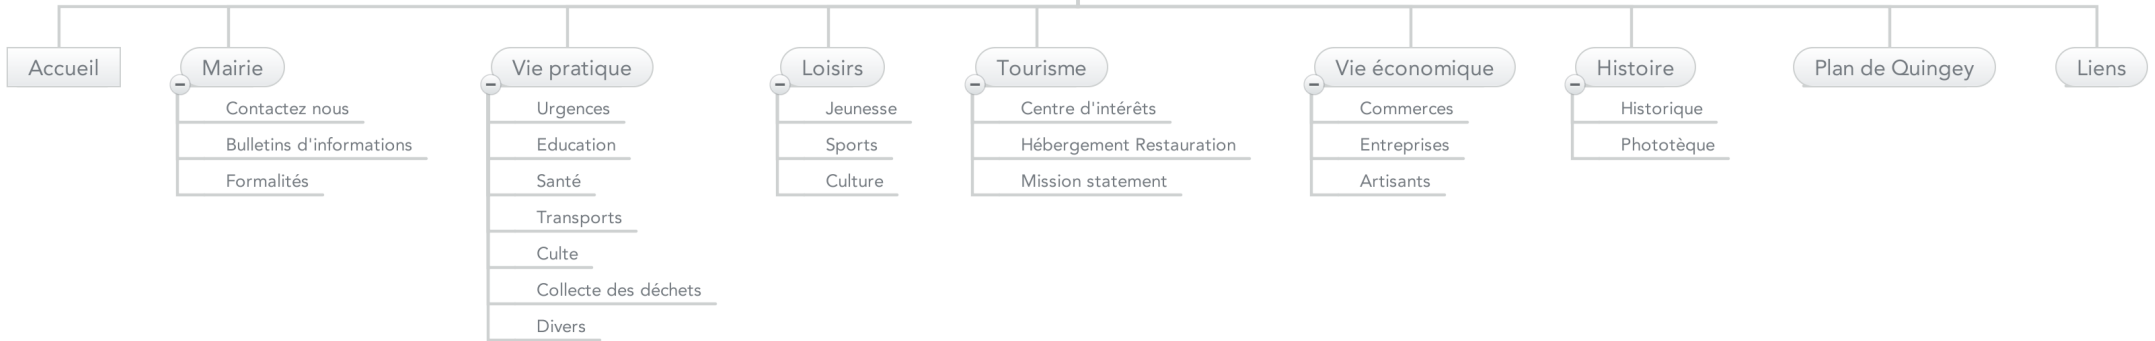 Accueil
Mairie
Contactez nous
Bulletins d'informations
Formalités
Vie pratique
Urgences
Education
Santé
Transports
Culte
Collecte des déchets
Divers
Loisirs
Jeunesse
Sports
Culture
Tourisme
Centre d'intérêts
Hébergement Restauration
Mission statement
Vie économique
Commerces
Entreprises
Artisants
Histoire
Historique
Phototèque
Plan de Quingey
Liens